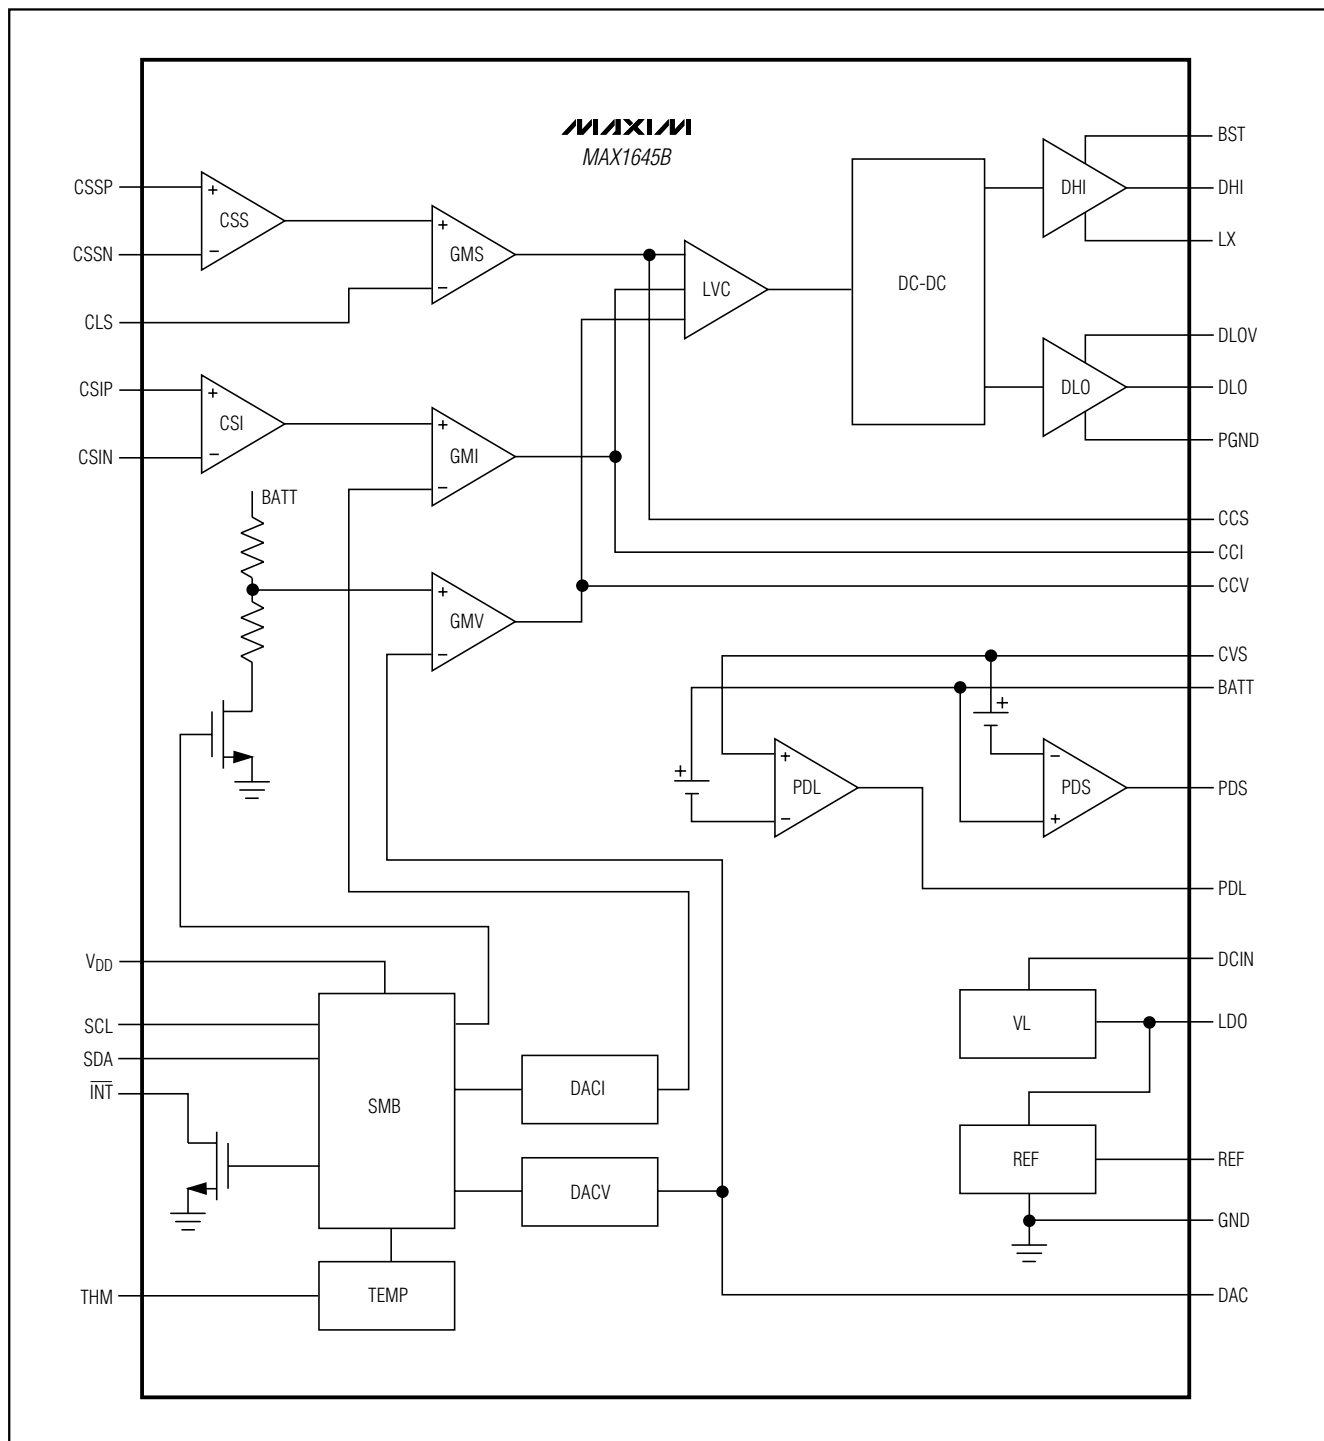 MAXIM
MAX1645B
BST
CSSP
+
CSS
−
CSSN
CLS
+
GMS
−
LVC
DC-DC
DHI
DHI
LX
DLOV
DLO
DLO
PGND
CSIP
+
CSI
−
CSIN
+
GMI
−
BATT
CCS
CCI
CCV
+
GMV
−
CVS
BATT
+
+
PDL
−
+
−
PDS
+
PDS
PDL
VDD
SCL
SDA
INT
SMB
DACI
DACV
THM
TEMP
DCIN
VL
LDO
REF
REF
GND
DAC